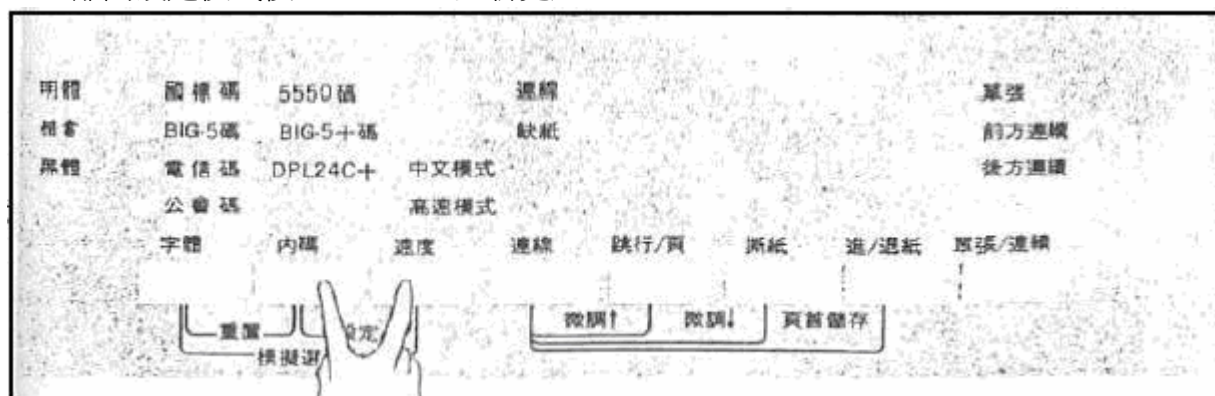 明體 國標碼 5550碼 連線 單張
楷書 BIG-5碼 BIG-5+碼 缺紙 前方連續
黑體 電信碼 DPL24C+ 中文模式 後方連續
公會碼 高速模式
字體 內碼 速度 連線 跳行/頁 撕紙 進/退紙 單張/連續
重置 設定 微調↑ 微調↓ 頁首儲存
模擬選